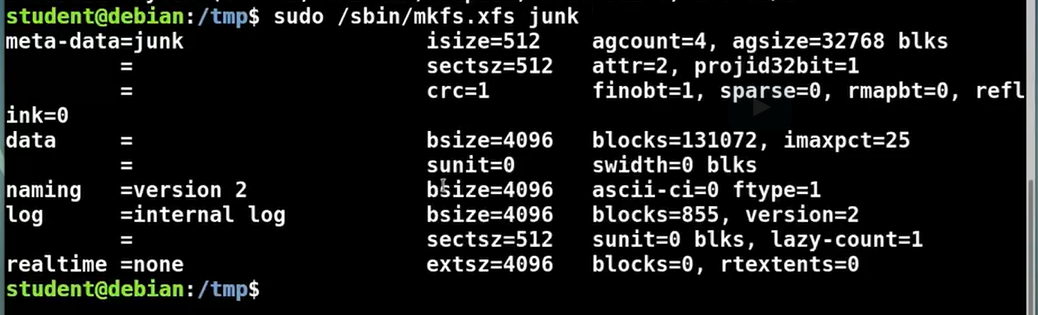 student@debian:/tmp$ sudo /sbin/mkfs.xfs junk
meta-data=junk                   isize=512    agcount=4, agsize=32768 blks
         =                       sectsz=512   attr=2, projid32bit=1
         =                       crc=1        finobt=1, sparse=0, rmapbt=0, refl
ink=0
data     =                       bsize=4096   blocks=131072, imaxpct=25
         =                       sunit=0      swidth=0 blks
naming   =version 2              bsize=4096   ascii-ci=0 ftype=1
log      =internal log           bsize=4096   blocks=855, version=2
         =                       sectsz=512   sunit=0 blks, lazy-count=1
realtime =none                   extsz=4096   blocks=0, rtextents=0
student@debian:/tmp$